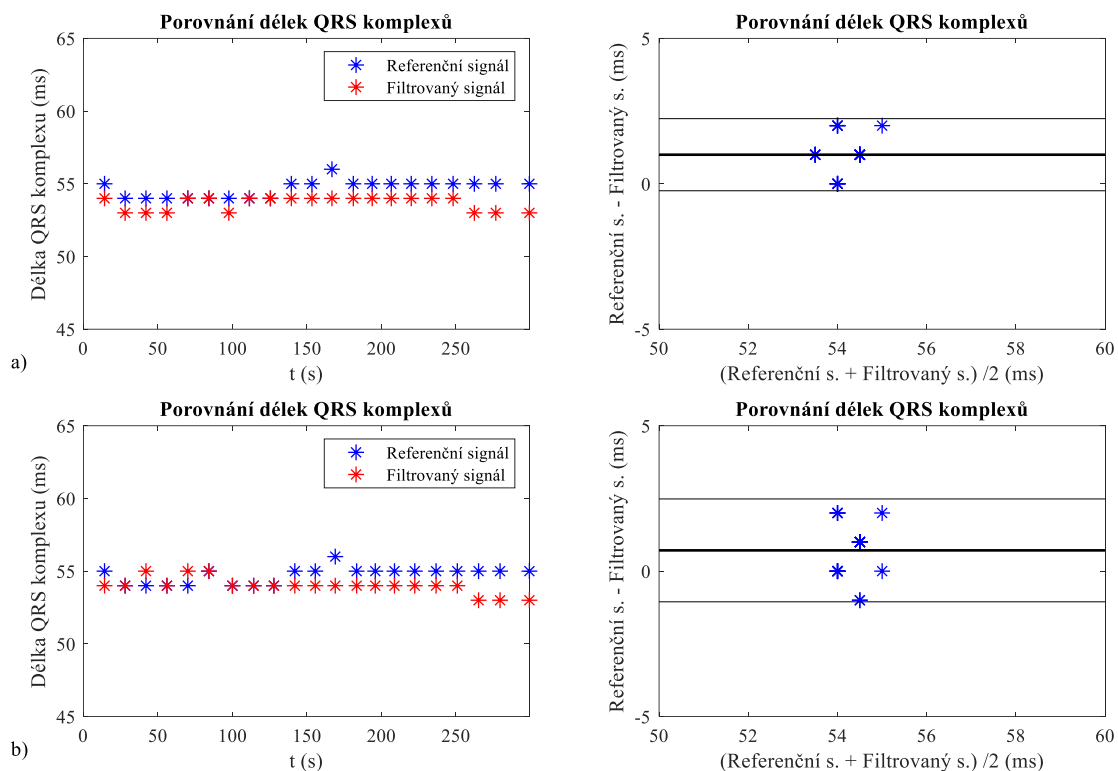 Porovnání délek QRS komplexů
65
60
55
50
45
Délka QRS komplexu (ms)
Referenční signál
Filtrovaný signál
0
50
100
150
200
250
t (s)
a)
Porovnání délek QRS komplexů
5
0
-5
Referenční s. - Filtrovaný s. (ms)
50
52
54
56
58
60
(Referenční s. + Filtrovaný s.) /2 (ms)
Porovnání délek QRS komplexů
65
60
55
50
45
Délka QRS komplexu (ms)
Referenční signál
Filtrovaný signál
0
50
100
150
200
250
t (s)
b)
Porovnání délek QRS komplexů
5
0
-5
Referenční s. - Filtrovaný s. (ms)
50
52
54
56
58
60
(Referenční s. + Filtrovaný s.) /2 (ms)